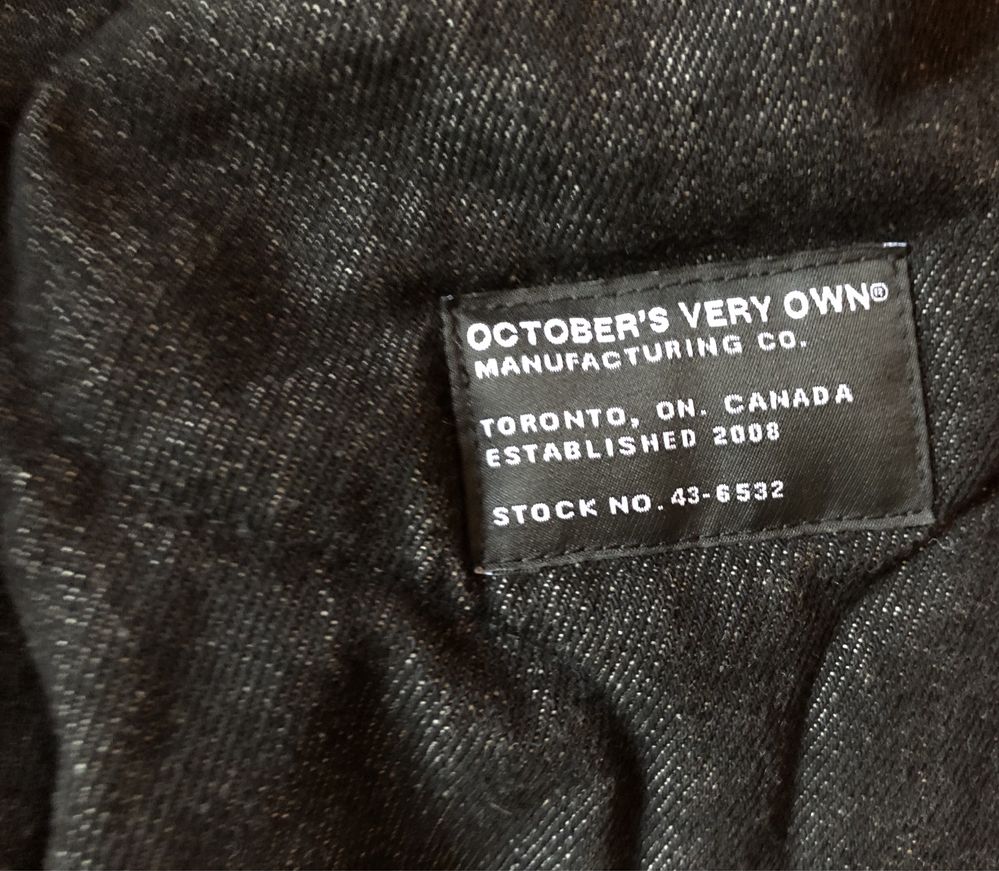 OCTOBER'S VERY OWN®
MANUFACTURING CO.
TORONTO, ON. CANADA
ESTABLISHED 2008
STOCK NO. 43-6532